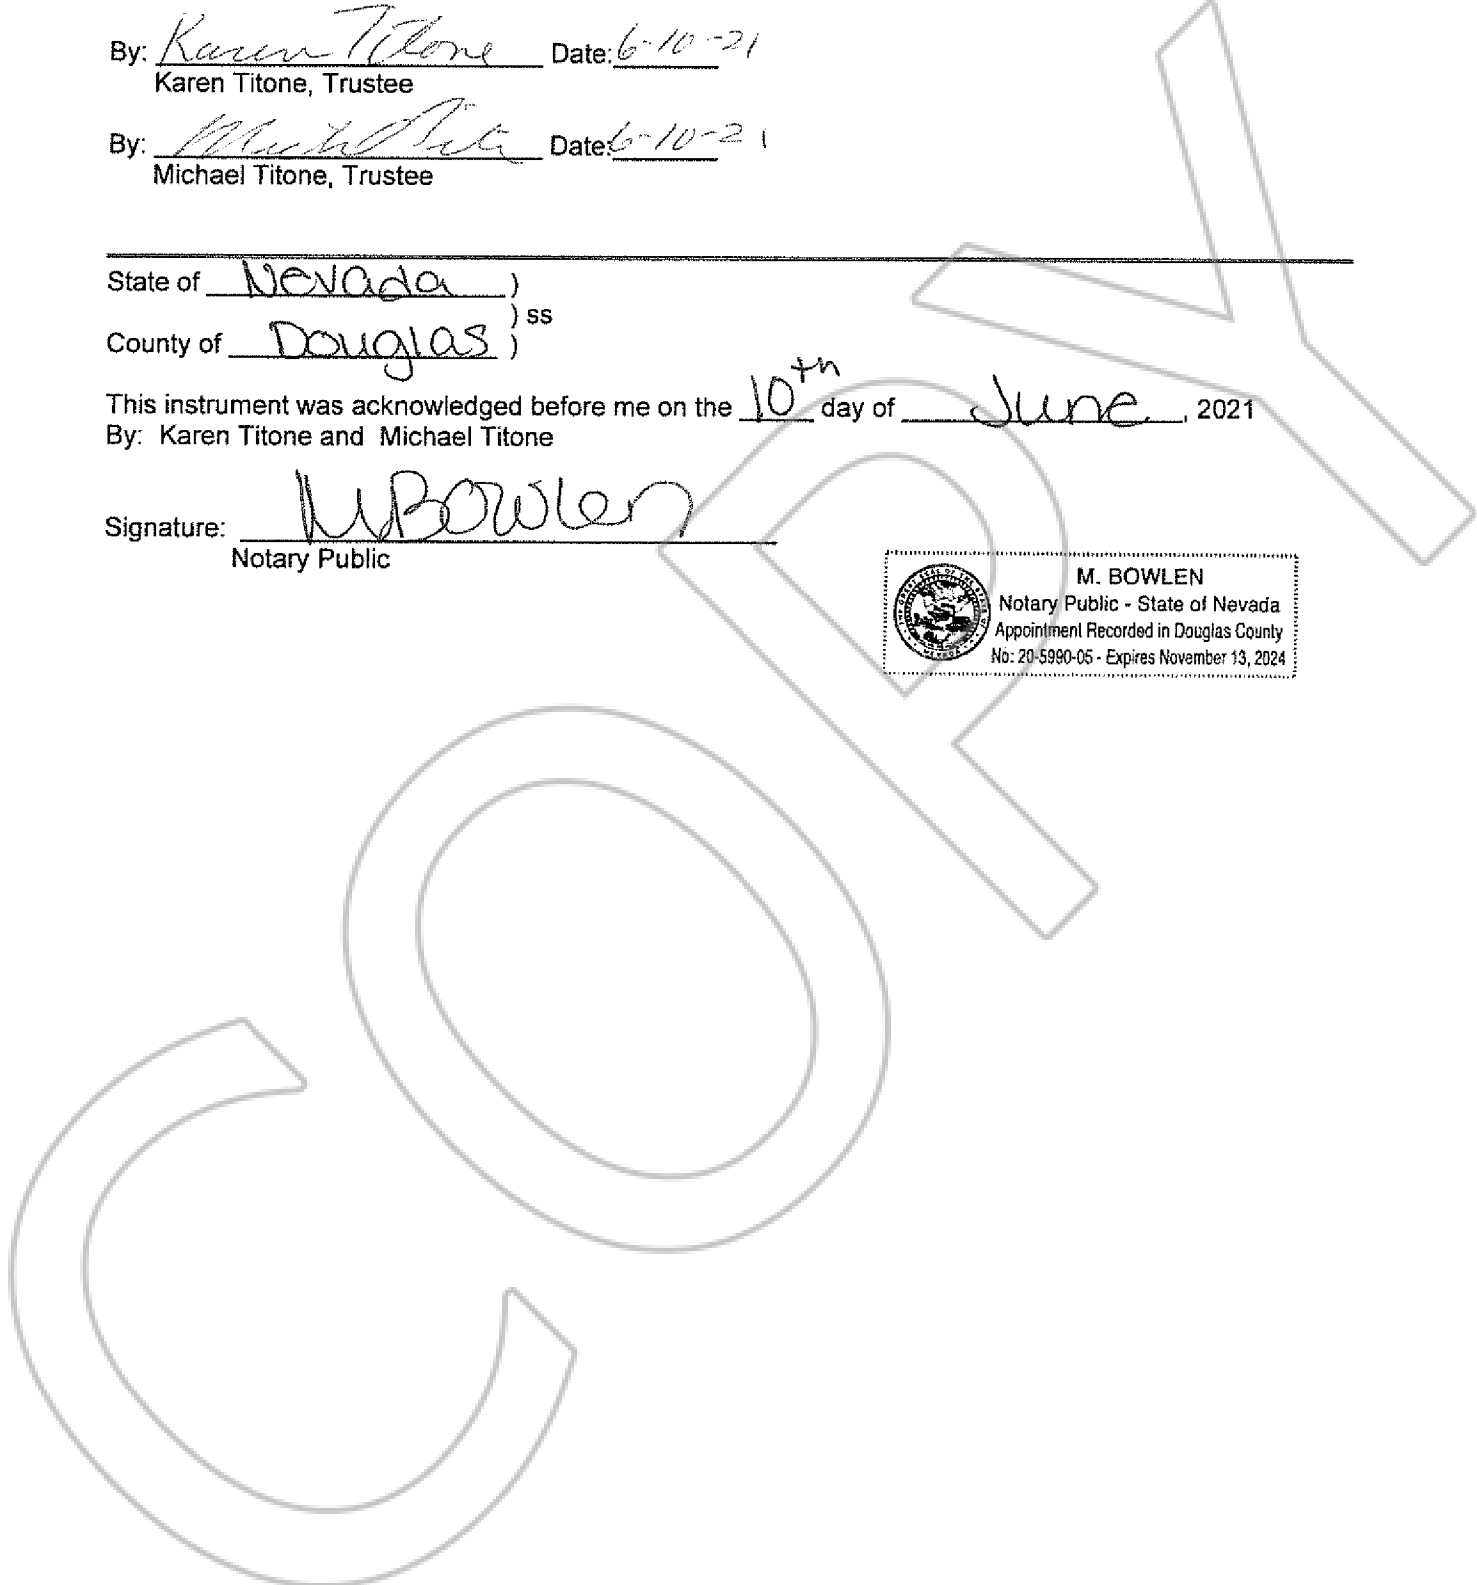 By: Karen Titone Date: 6-10-21
Karen Titone, Trustee
By: Michael Titone Date: 6-10-21
Michael Titone, Trustee
State of Nevada )
) ss
County of Douglas )
This instrument was acknowledged before me on the 10th day of June, 2021
By: Karen Titone and Michael Titone
Signature: MBowlen
Notary Public
M. BOWLEN
Notary Public - State of Nevada
Appointment Recorded in Douglas County
No: 20-5990-05 - Expires November 13, 2024
COPY